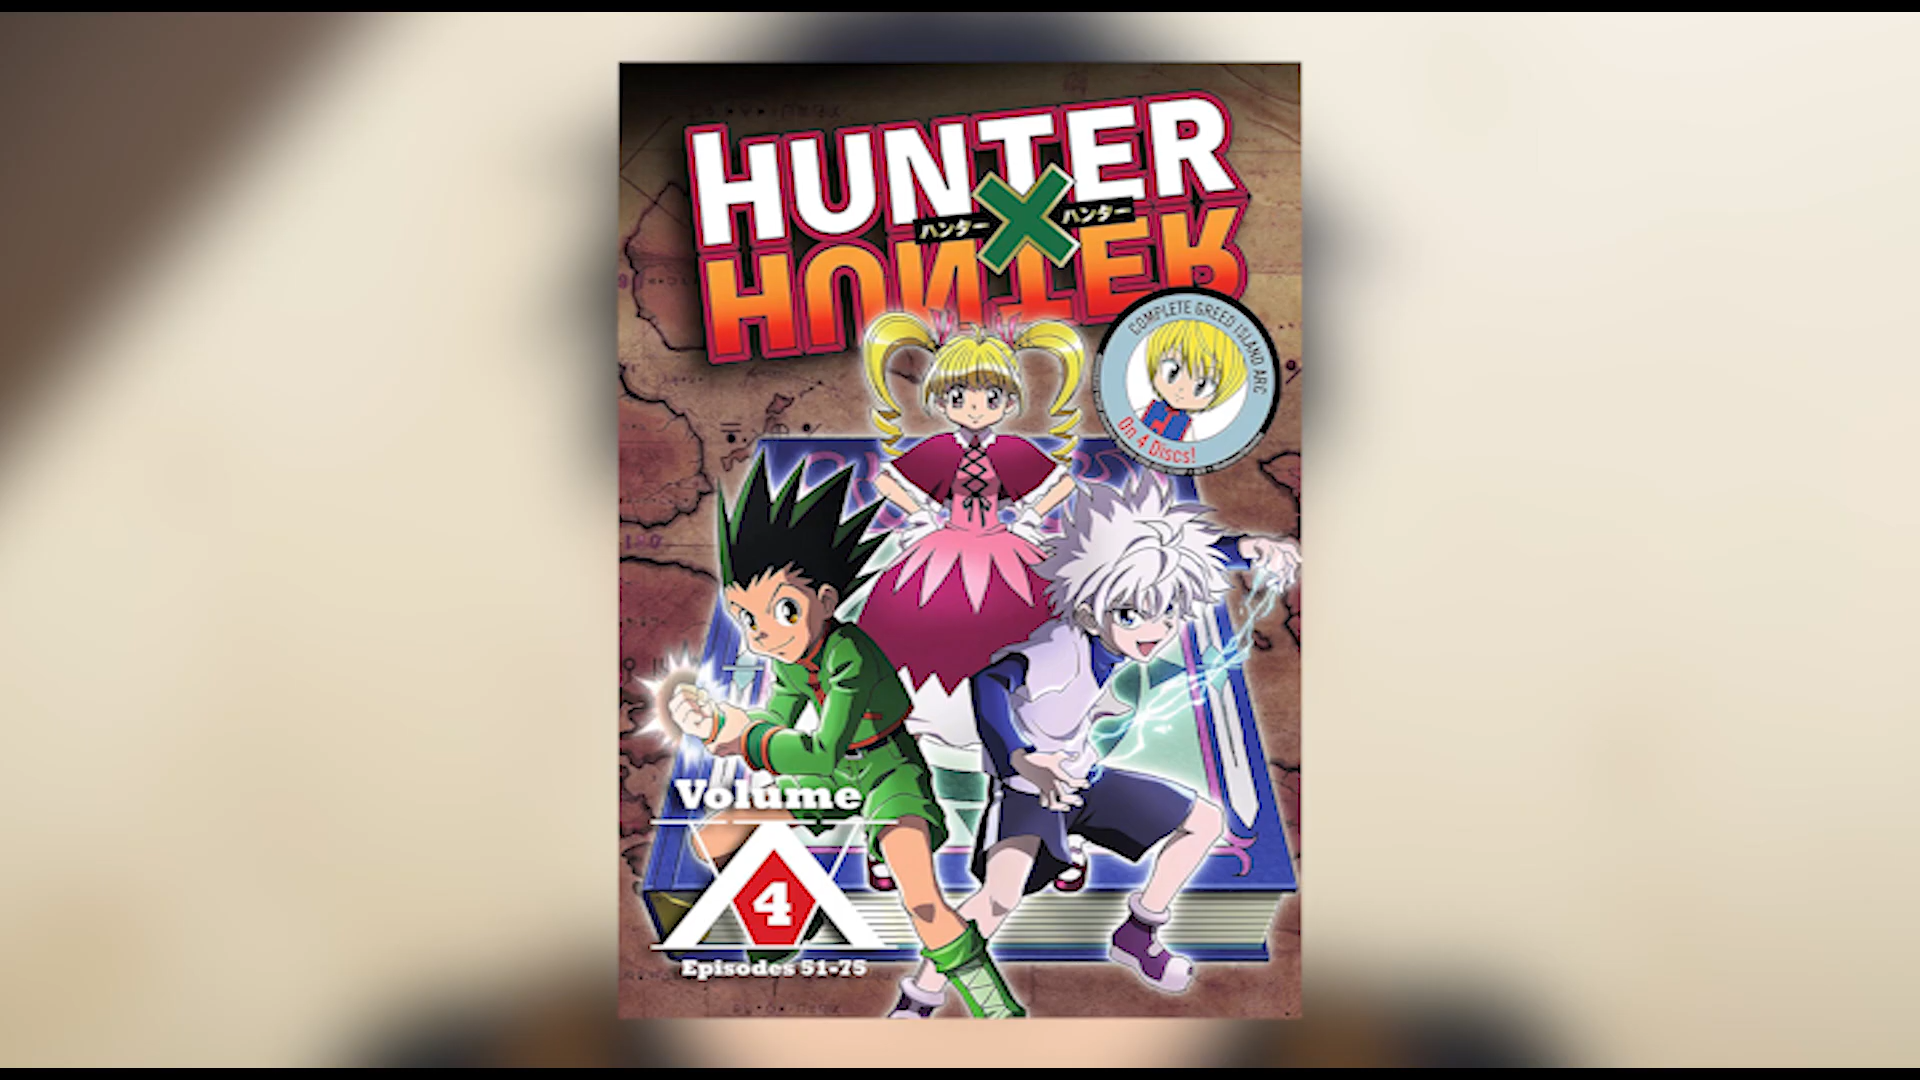 HUNTER
ハンター × ハンター
HUNTER
COMPLETE GREED ISLAND ARC
On 4 Discs!
Volume
4
Episodes 51-75